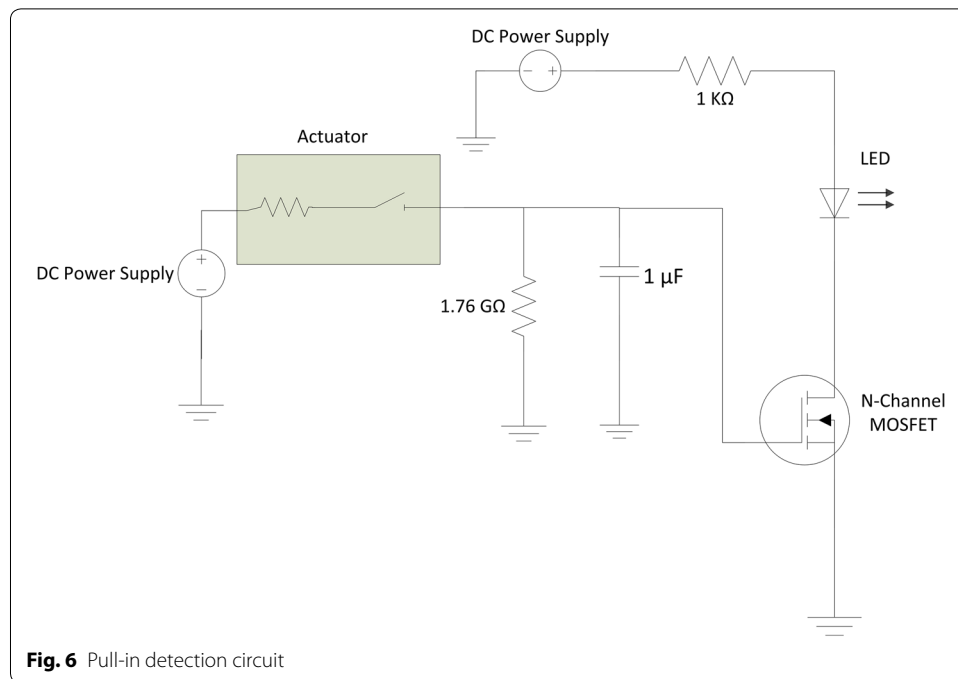 DC Power Supply
- +
1 KΩ
Actuator
LED
DC Power Supply
+
-
1.76 GΩ
1 µF
N-Channel
MOSFET
Fig. 6 Pull-in detection circuit